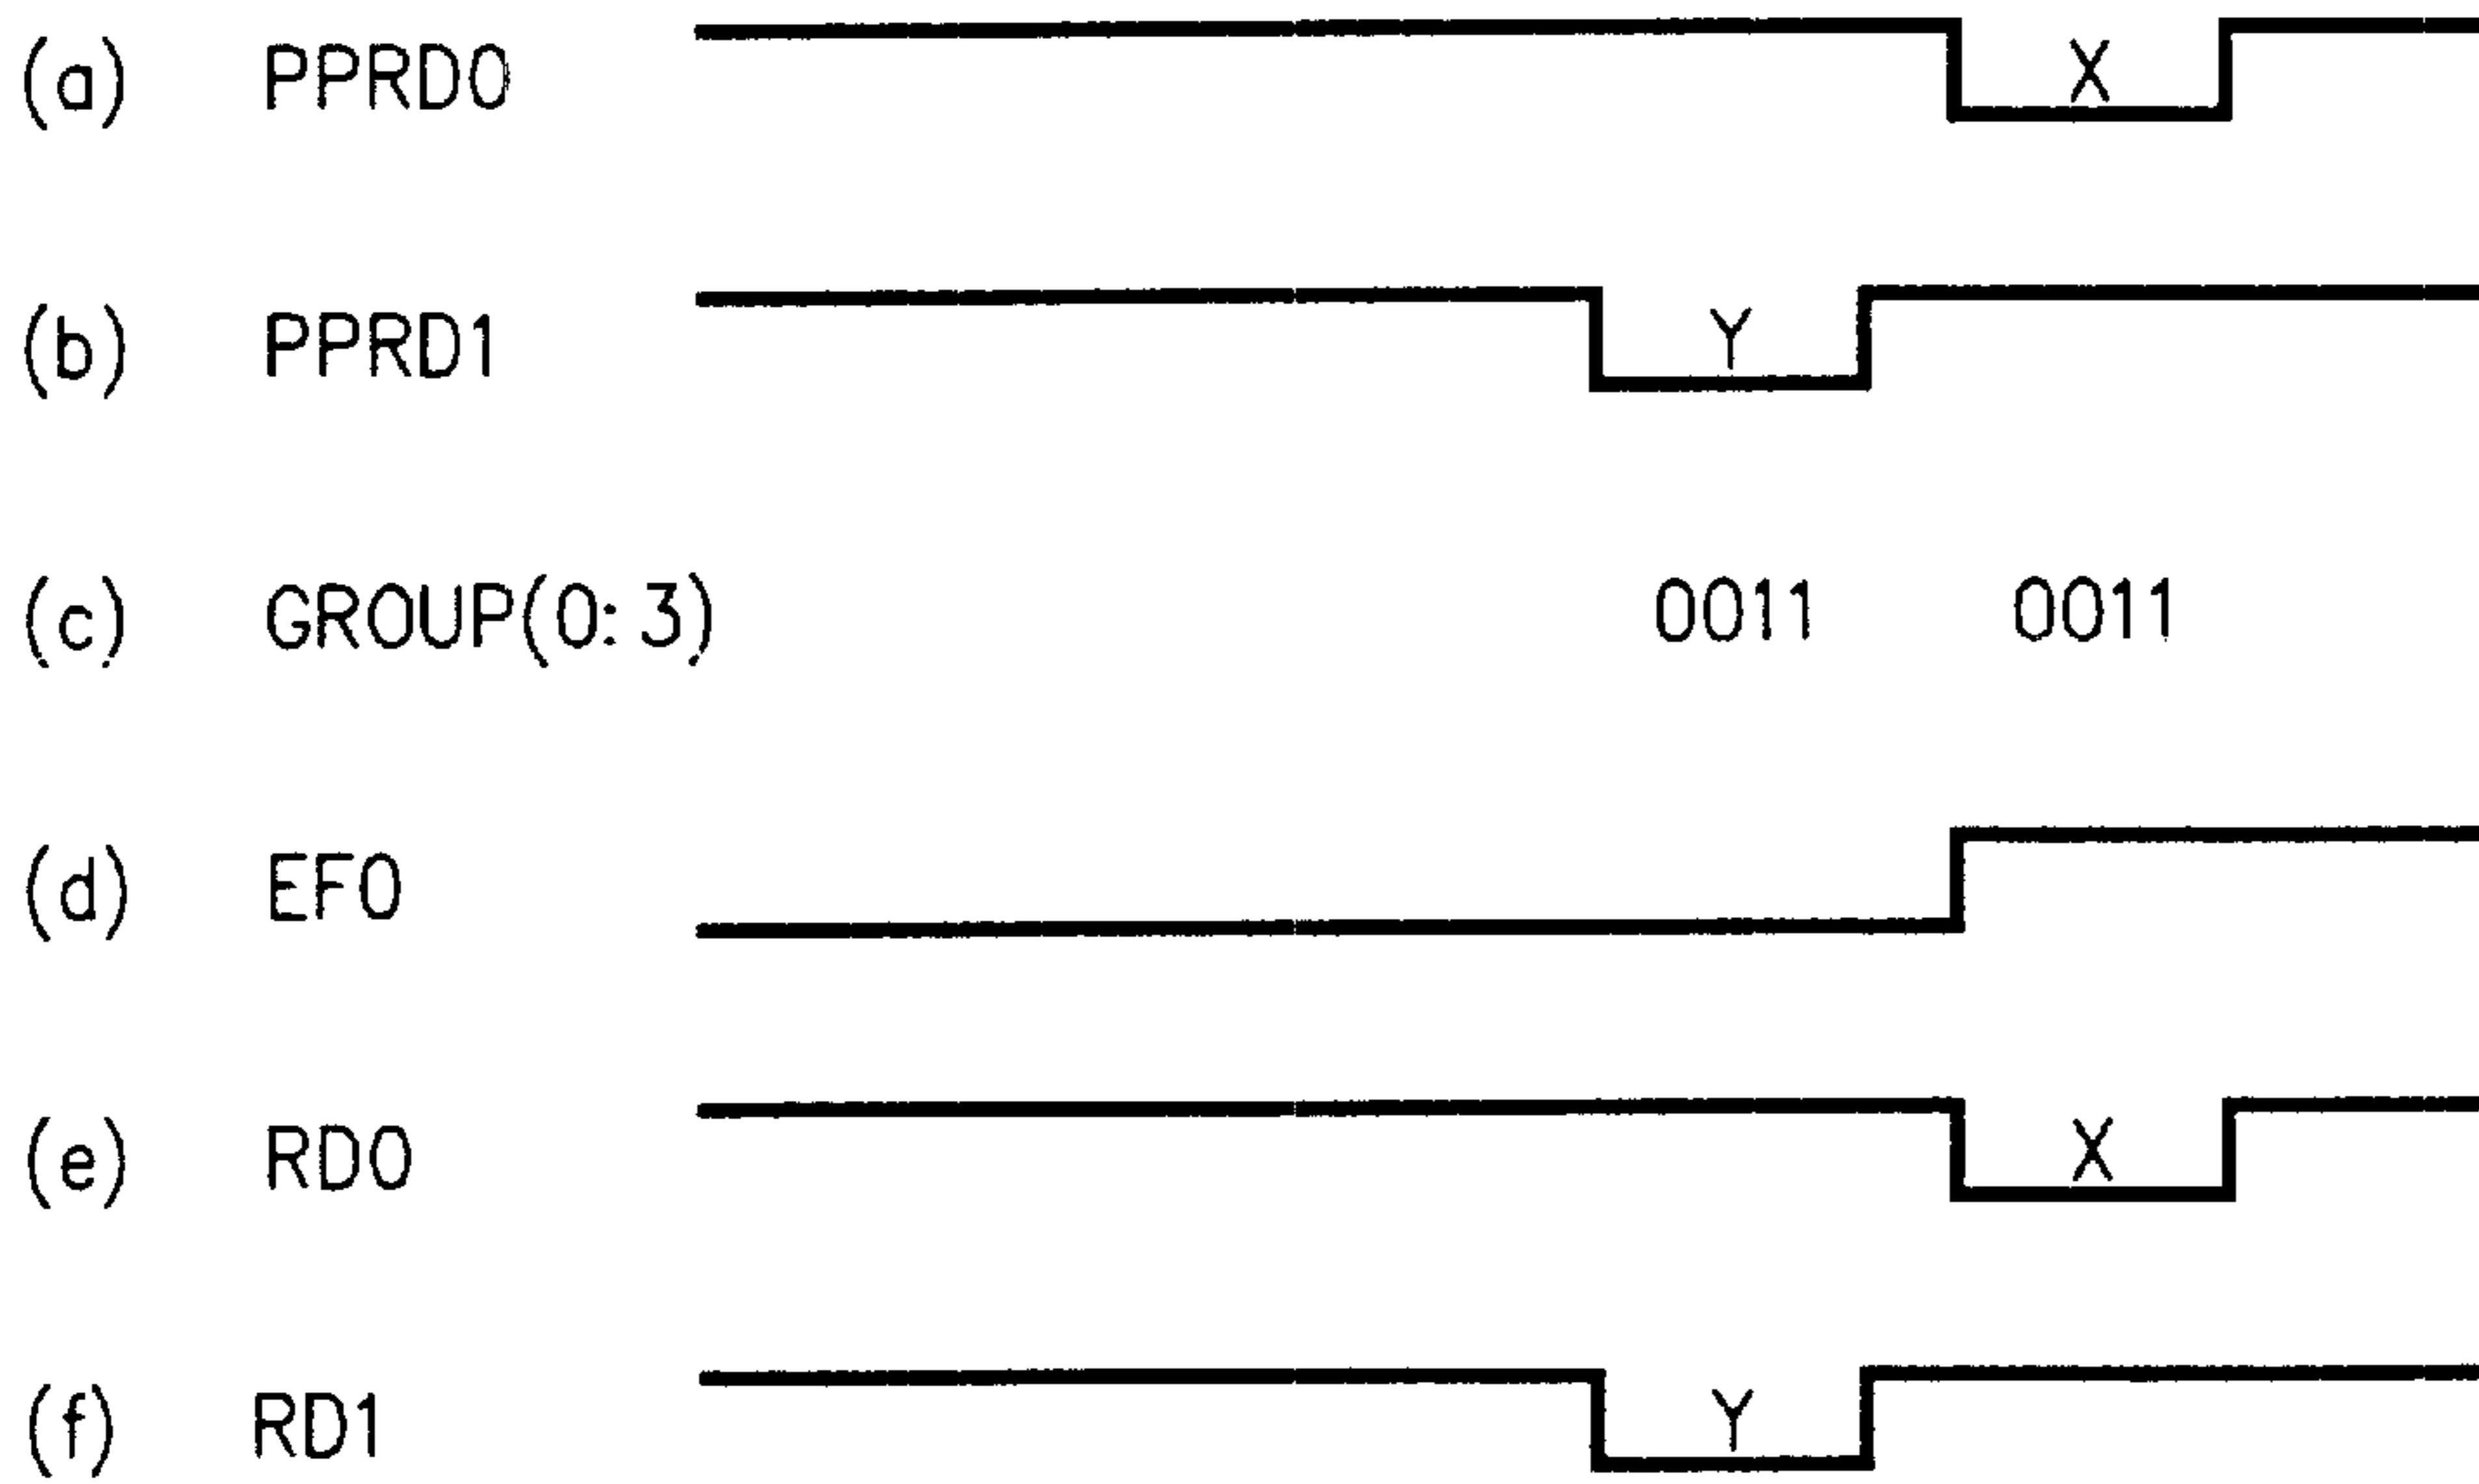 (a) PPRD0 X
(b) PPRD1 Y
(c) GROUP(0:3) 0011 0011
(d) EF0
(e) RD0 X
(f) RD1 Y